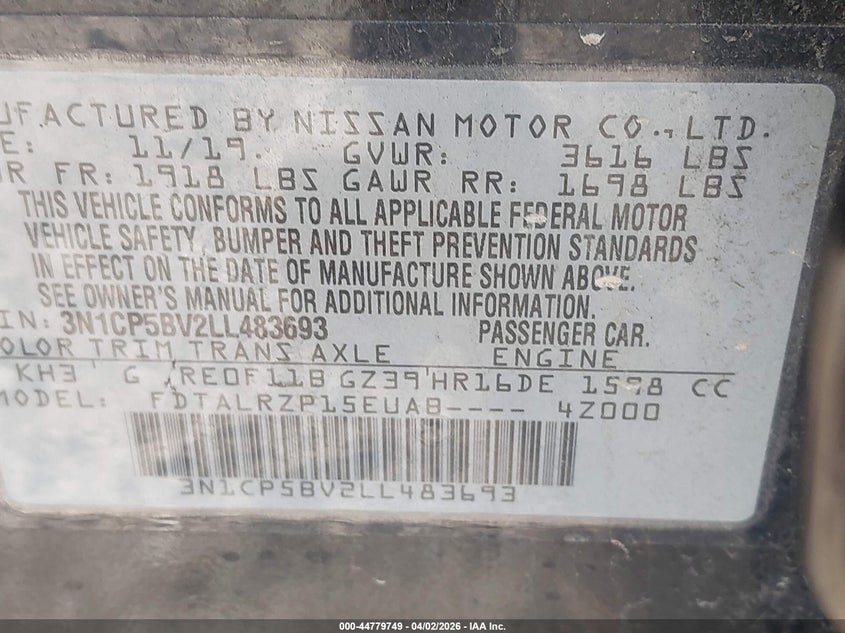 UFACTURED BY NISSAN MOTOR CO., LTD.
E: 11/19. GVWR: 3616 LBS
R FR: 1918 LBS GAWR RR: 1698 LBS
THIS VEHICLE CONFORMS TO ALL APPLICABLE FEDERAL MOTOR
VEHICLE SAFETY, BUMPER AND THEFT PREVENTION STANDARDS
IN EFFECT ON THE DATE OF MANUFACTURE SHOWN ABOVE.
SEE OWNER'S MANUAL FOR ADDITIONAL INFORMATION.
IN: 3N1CP5BV2LL483693 PASSENGER CAR.
OLOR TRIM TRANS AXLE ENGINE
KH3 G /RE0F11B GZ39 HR16DE 1598 CC
MODEL: FDTALRZP15EUAB---- 4Z000
3N1CP5BV2LL483693
000-44779749 | 04/02/2026 - IAA Inc.